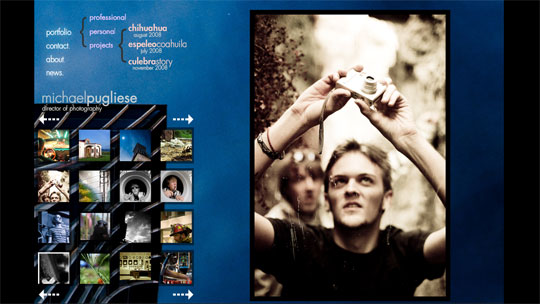 professional
portfolio.
personal
contact.
projects
about.
news.
chihuahua
august 2008
espeleocoahuila
july 2008
culebrastory
november 2008
michaelpugliese
director of photography